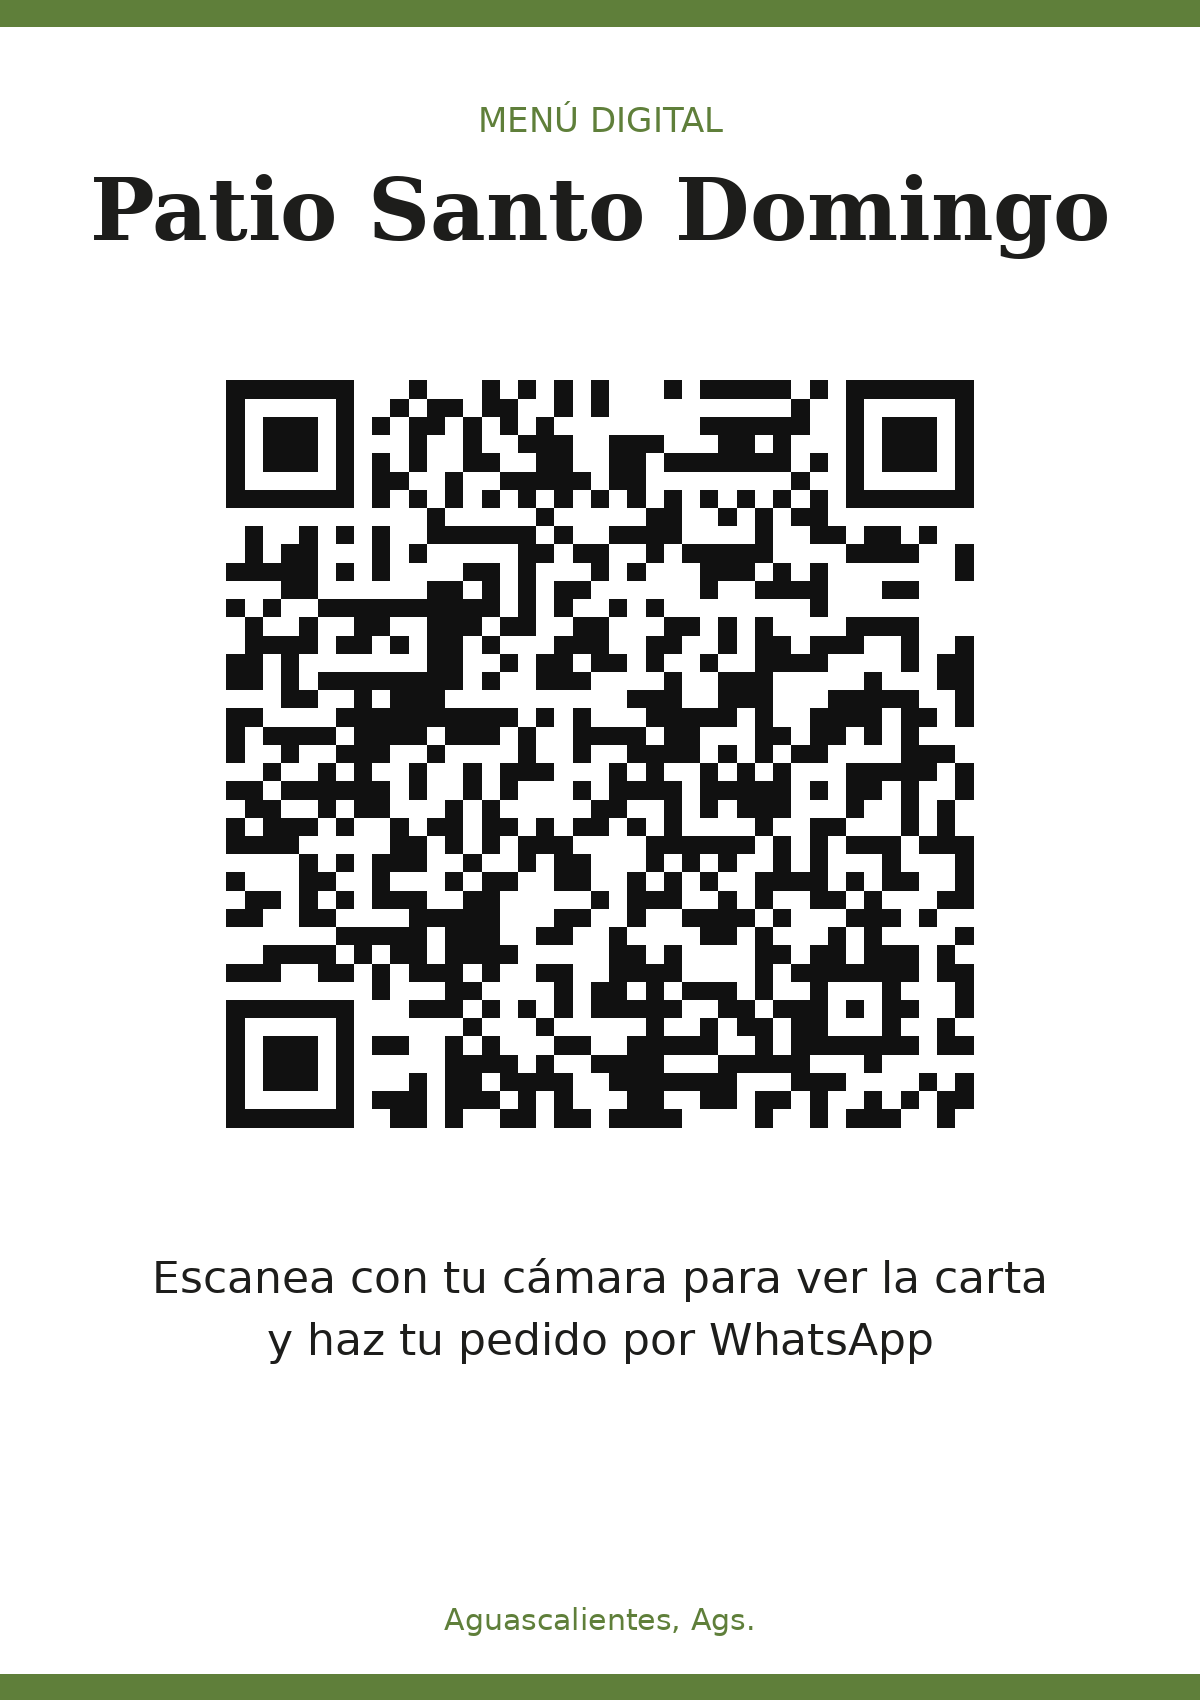 MENÚ DIGITAL
Patio Santo Domingo
Escanea con tu cámara para ver la carta
y haz tu pedido por WhatsApp
Aguascalientes, Ags.